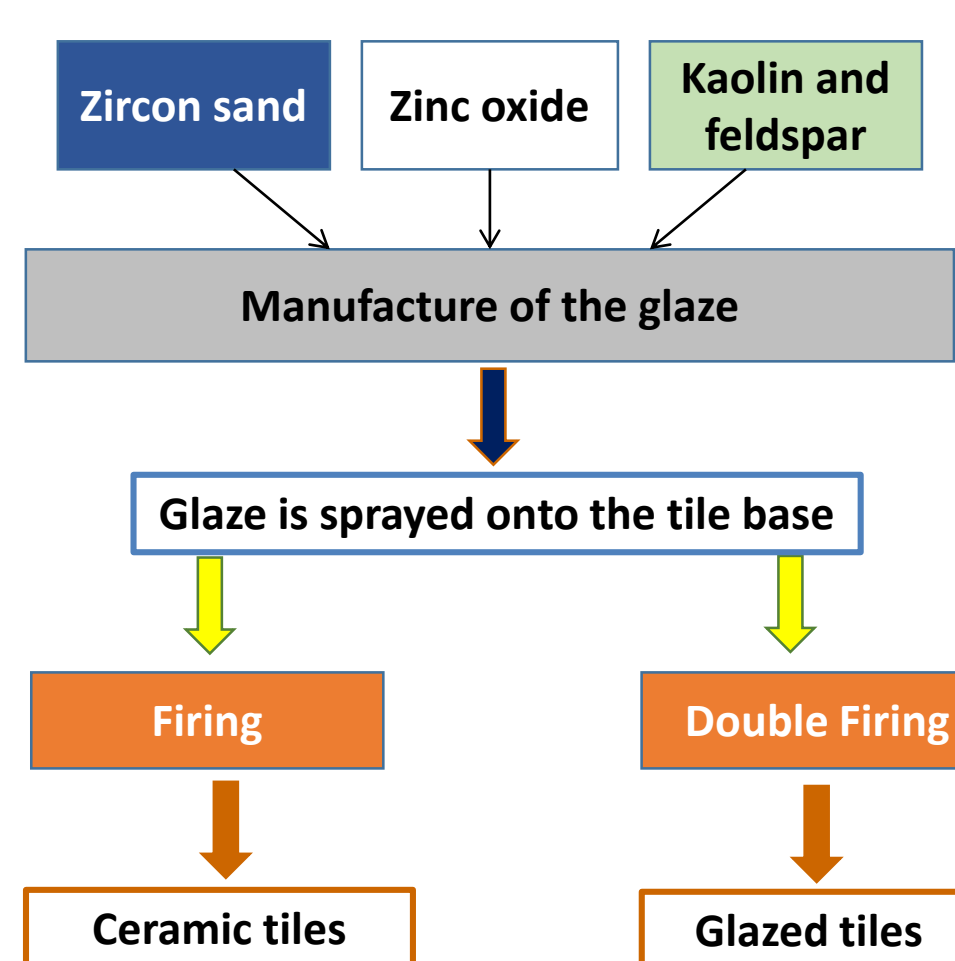 Zircon sand
Zinc oxide
Kaolin and
feldspar
Manufacture of the glaze
Glaze is sprayed onto the tile base
Firing
Double Firing
Ceramic tiles
Glazed tiles